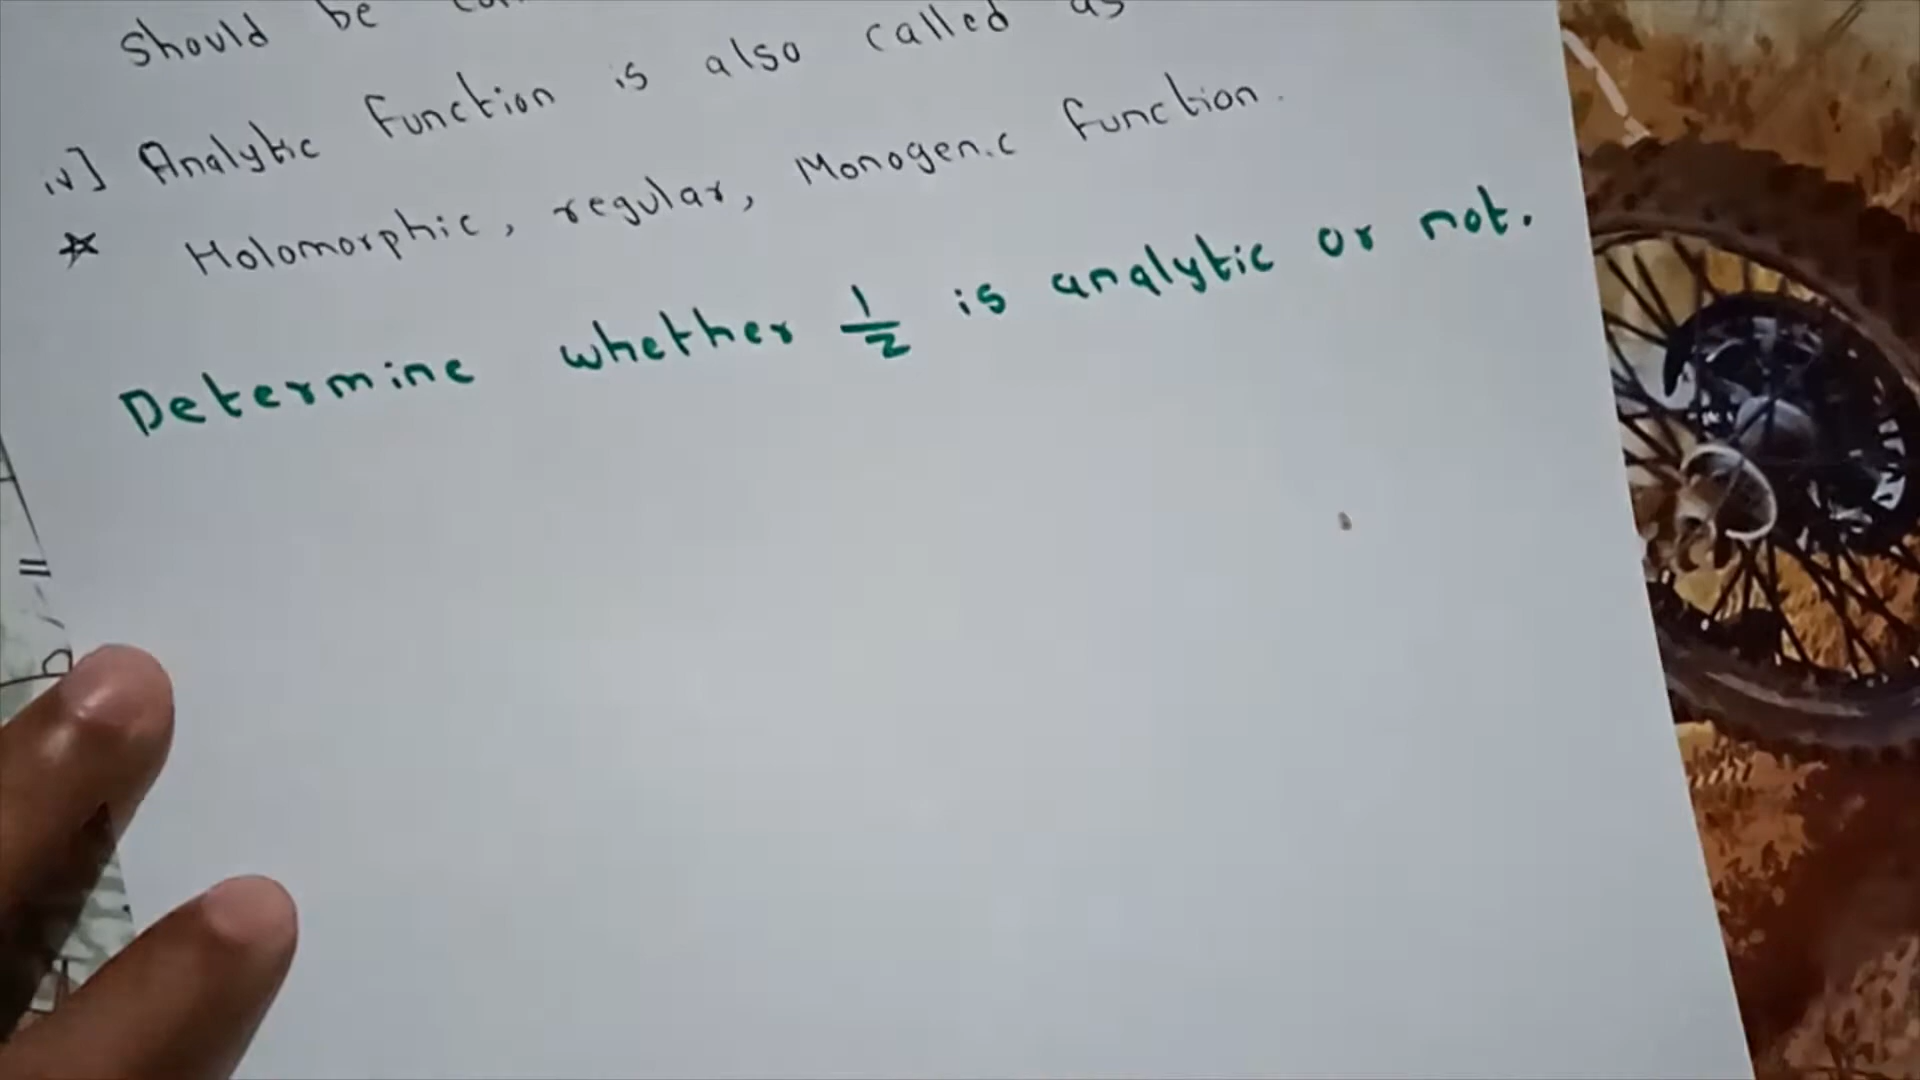 Should be
iv] Analytic Function is also called as
☆ Holomorphic, regular, Monogenic function.
Determine whether 1/z is analytic or not.
=